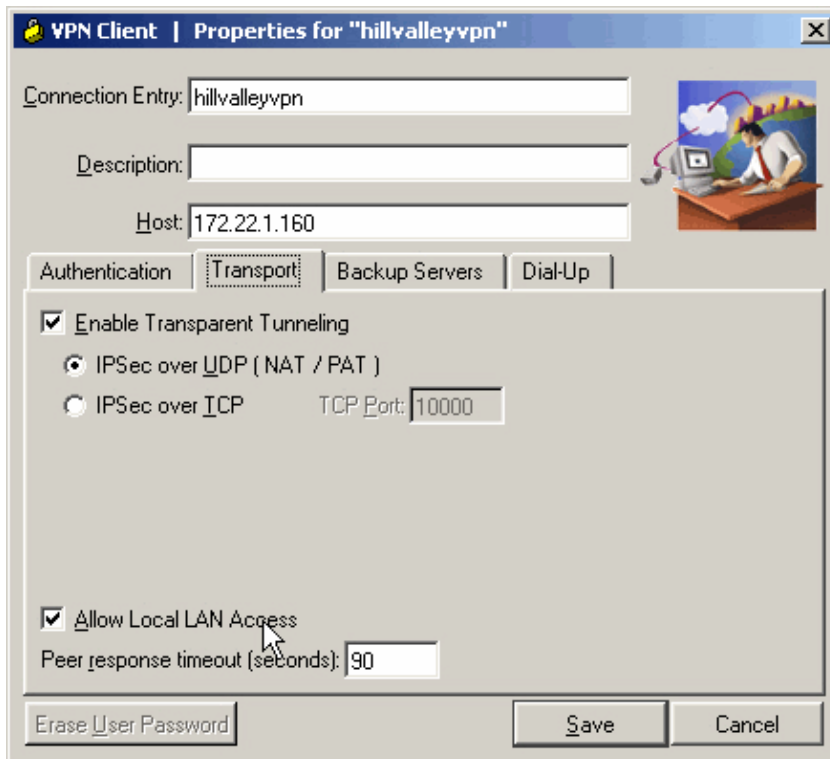 VPN Client | Properties for "hillvalleyvpn"
Connection Entry: hillvalleyvpn
Description:
Host: 172.22.1.160
Authentication Transport Backup Servers Dial-Up
Enable Transparent Tunneling
IPSec over UDP ( NAT / PAT )
IPSec over TCP TCP Port: 10000
Allow Local LAN Access
Peer response timeout (seconds): 90
Erase User Password Save Cancel